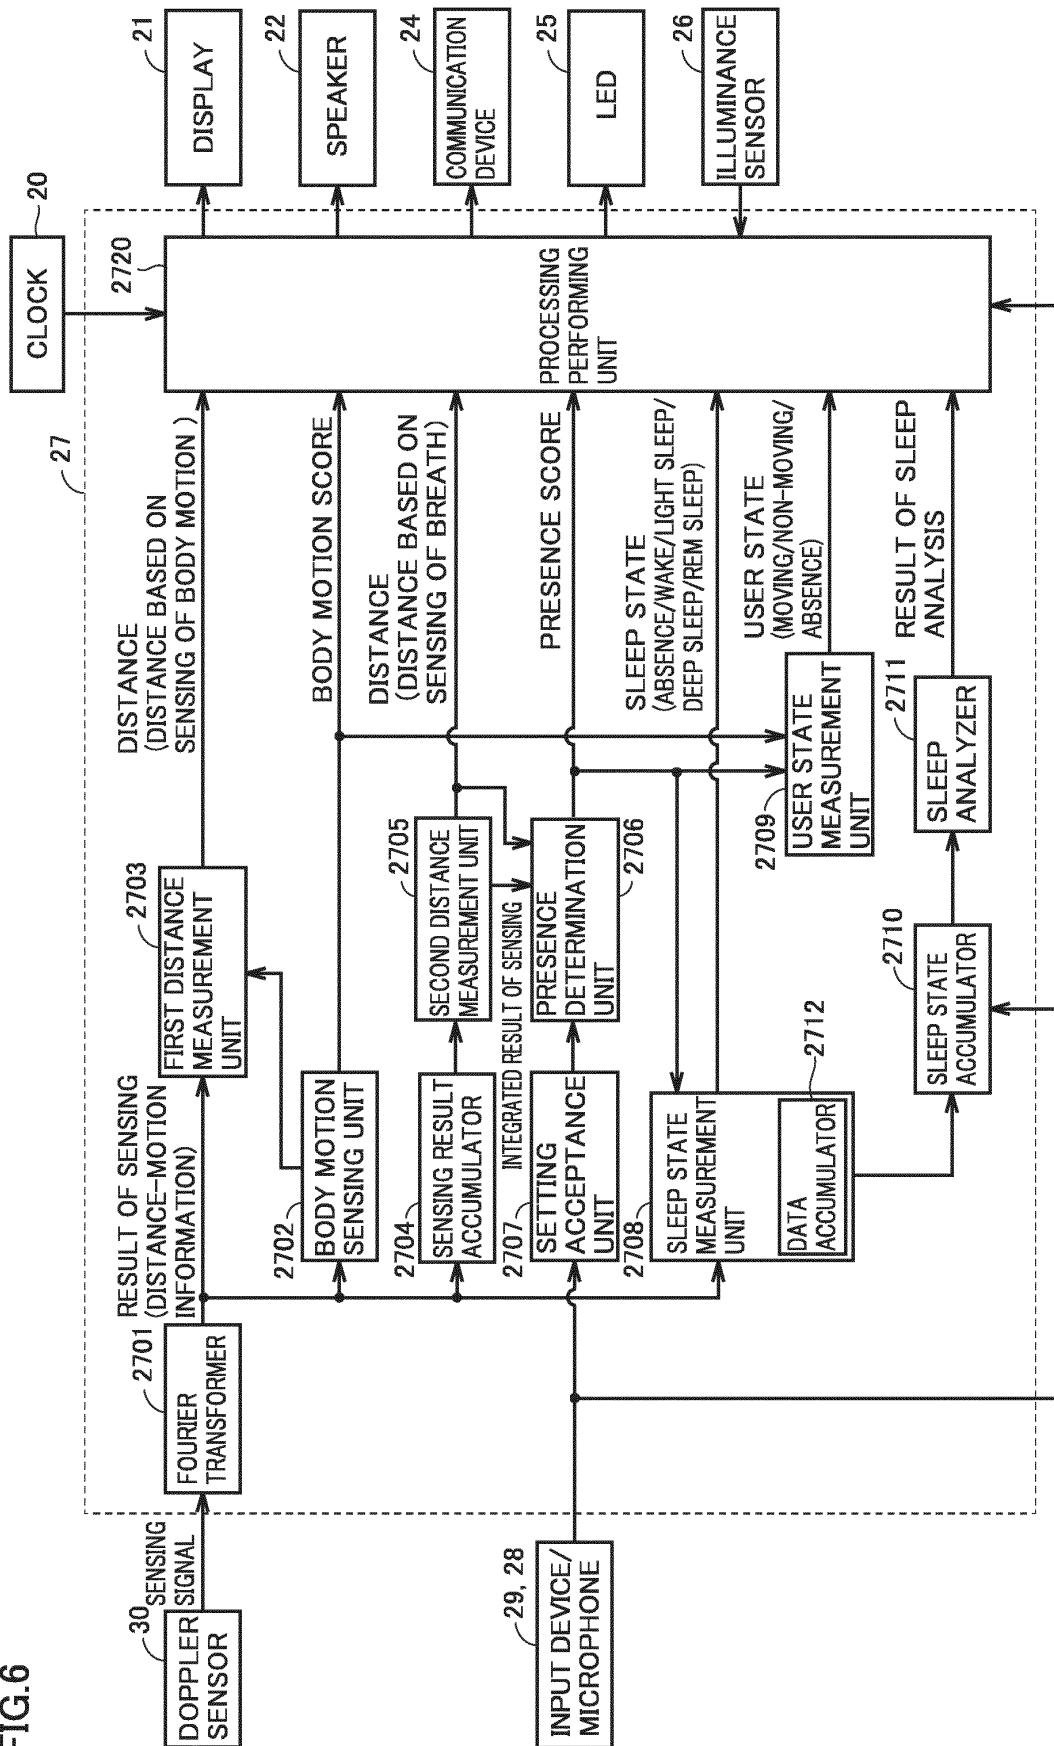 FIG.6
CLOCK
20
27
30
DOPPLER
SENSOR
SENSING
SIGNAL
2701
FOURIER
TRANSFORMER
RESULT OF SENSING
(DISTANCE-MOTION
INFORMATION)
2703
FIRST DISTANCE
MEASUREMENT
UNIT
DISTANCE
(DISTANCE BASED ON
SENSING OF BODY MOTION )
2720
PROCESSING
PERFORMING
UNIT
21
DISPLAY
2702
BODY MOTION
SENSING UNIT
BODY MOTION SCORE
22
SPEAKER
2704
SENSING RESULT
ACCUMULATOR
2705
SECOND DISTANCE
MEASUREMENT UNIT
DISTANCE
(DISTANCE BASED ON
SENSING OF BREATH)
24
COMMUNICATION
DEVICE
INTEGRATED RESULT OF SENSING
29, 28
INPUT DEVICE/
MICROPHONE
2707
SETTING
ACCEPTANCE
UNIT
PRESENCE
DETERMINATION
UNIT
2706
PRESENCE SCORE
25
LED
2708
SLEEP STATE
MEASUREMENT
UNIT
DATA
ACCUMULATOR
2712
SLEEP STATE
(ABSENCE/WAKE/LIGHT SLEEP/
DEEP SLEEP/REM SLEEP)
26
ILLUMINANCE
SENSOR
2709
USER STATE
MEASUREMENT
UNIT
USER STATE
(MOVING/NON-MOVING/
ABSENCE)
2710
SLEEP STATE
ACCUMULATOR
2711
SLEEP
ANALYZER
RESULT OF SLEEP
ANALYSIS